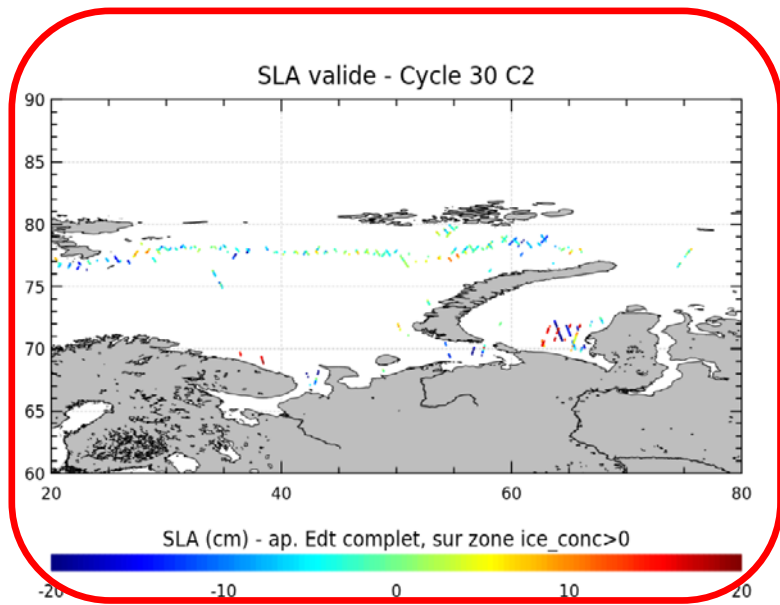 SLA valide - Cycle 30 C2
90
85
80
75
70
65
60
20 40 60 80
SLA (cm) - ap. Edt complet, sur zone ice_conc>0
-20 -10 0 10 20